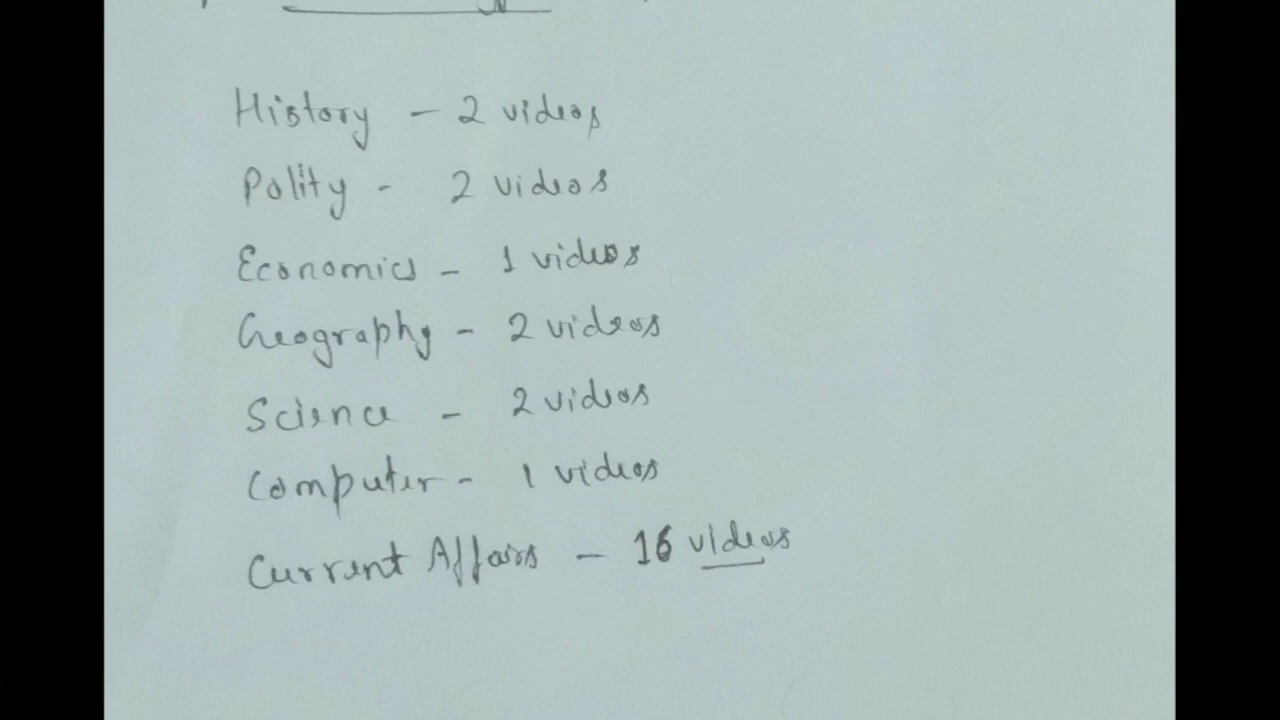 History - 2 videos
Polity - 2 videos
Economics - 1 videos
Geography - 2 videos
Science - 2 videos
Computer - 1 videos
Current Affairs - 16 videos